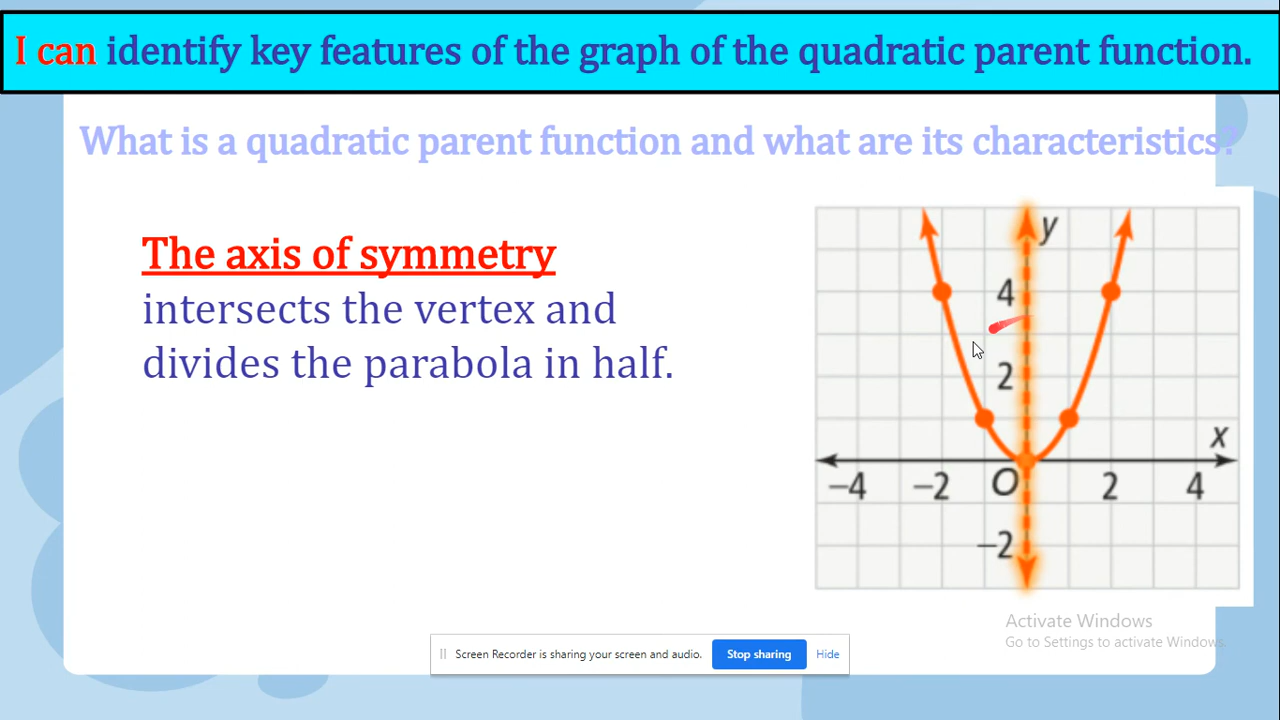 I can identify key features of the graph of the quadratic parent function.
What is a quadratic parent function and what are its characteristics?
The axis of symmetry
intersects the vertex and
divides the parabola in half.
y
4
2
x
−4 −2 O 2 4
−2
Activate Windows
Go to Settings to activate Windows.
Screen Recorder is sharing your screen and audio. Stop sharing Hide